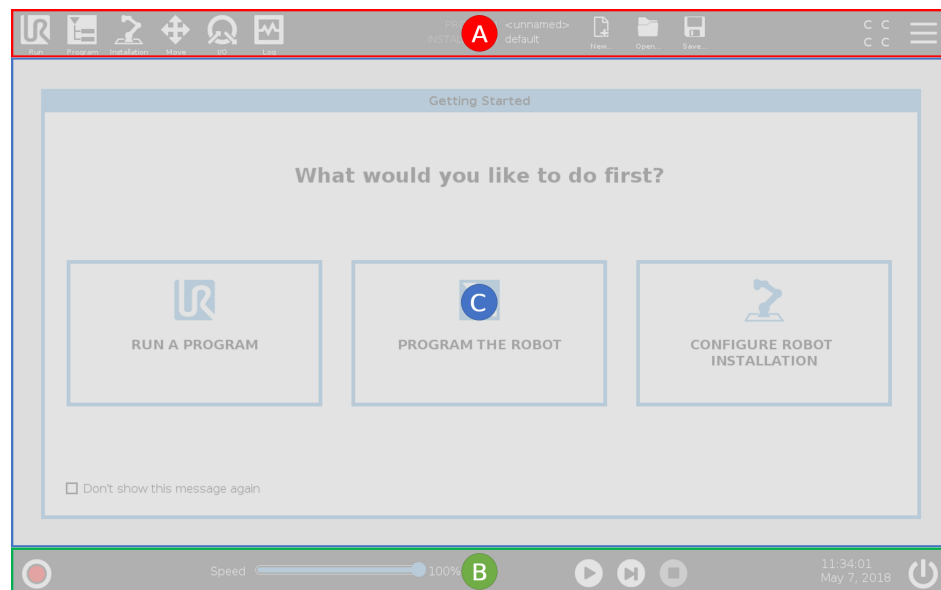 <unnamed>
A
default
Run
Program
Installation
Move
I/O
Log
New...
Open...
Save...
C C
C C
Getting Started
What would you like to do first?
UR
C
RUN A PROGRAM
PROGRAM THE ROBOT
CONFIGURE ROBOT
INSTALLATION
Don't show this message again
Speed
100%
B
11:34:01
May 7, 2018